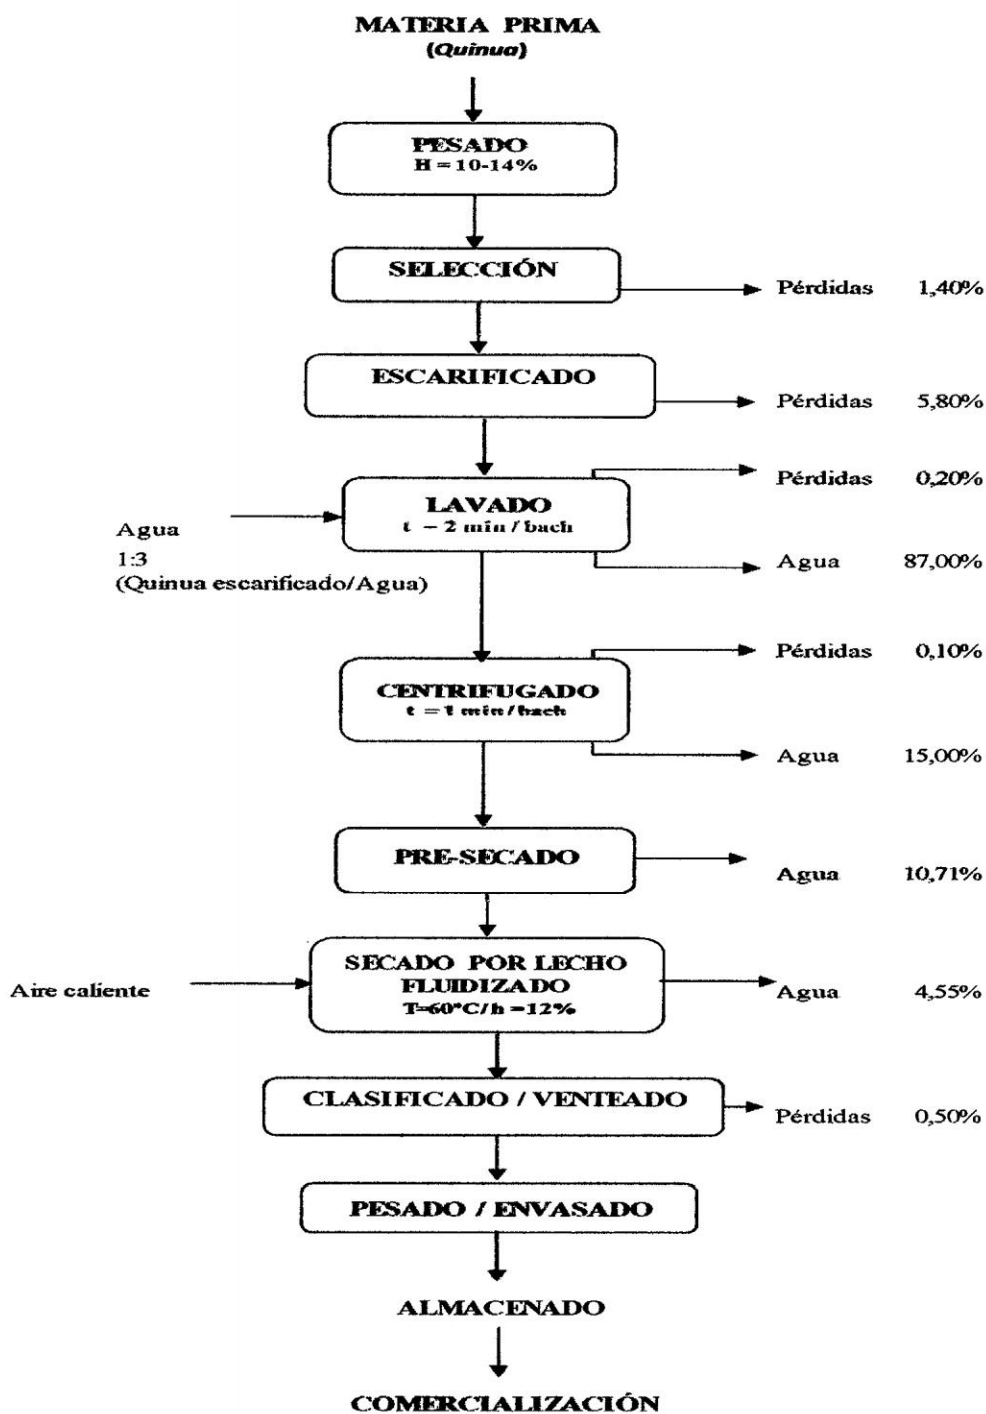 MATERIA PRIMA
(Quinua)
PESADO
H = 10-14%
SELECCIÓN
Pérdidas 1,40%
ESCARIFICADO
Pérdidas 5,80%
Pérdidas 0,20%
LAVADO
t = 2 min / bach
Agua
1:3
(Quinua escarificado/Agua)
Agua 87,00%
Pérdidas 0,10%
CENTRIFUGADO
t = 1 min / bach
Agua 15,00%
PRE-SECADO
Agua 10,71%
SECADO POR LECHO
FLUIDIZADO
T=60°C/h =12%
Aire caliente
Agua 4,55%
CLASIFICADO / VENTEADO
Pérdidas 0,50%
PESADO / ENVASADO
ALMACENADO
COMERCIALIZACIÓN